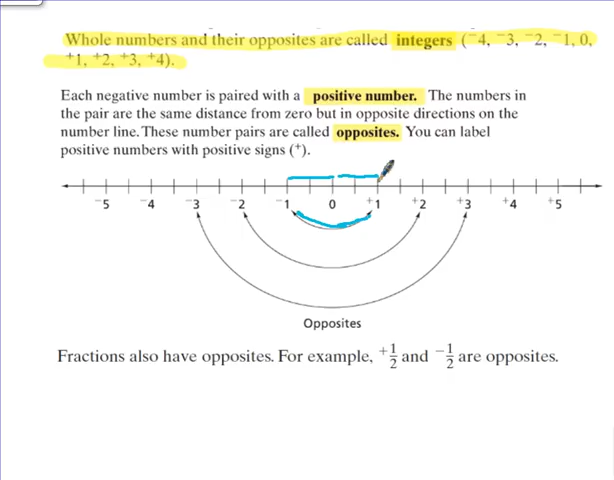 Whole numbers and their opposites are called integers (⁻4, ⁻3, ⁻2, ⁻1, 0,
⁺1, ⁺2, ⁺3, ⁺4).
Each negative number is paired with a positive number. The numbers in
the pair are the same distance from zero but in opposite directions on the
number line. These number pairs are called opposites. You can label
positive numbers with positive signs (⁺).
⁻5 ⁻4 ⁻3 ⁻2 ⁻1 0 ⁺1 ⁺2 ⁺3 ⁺4 ⁺5
Opposites
Fractions also have opposites. For example, ⁺1/2 and ⁻1/2 are opposites.